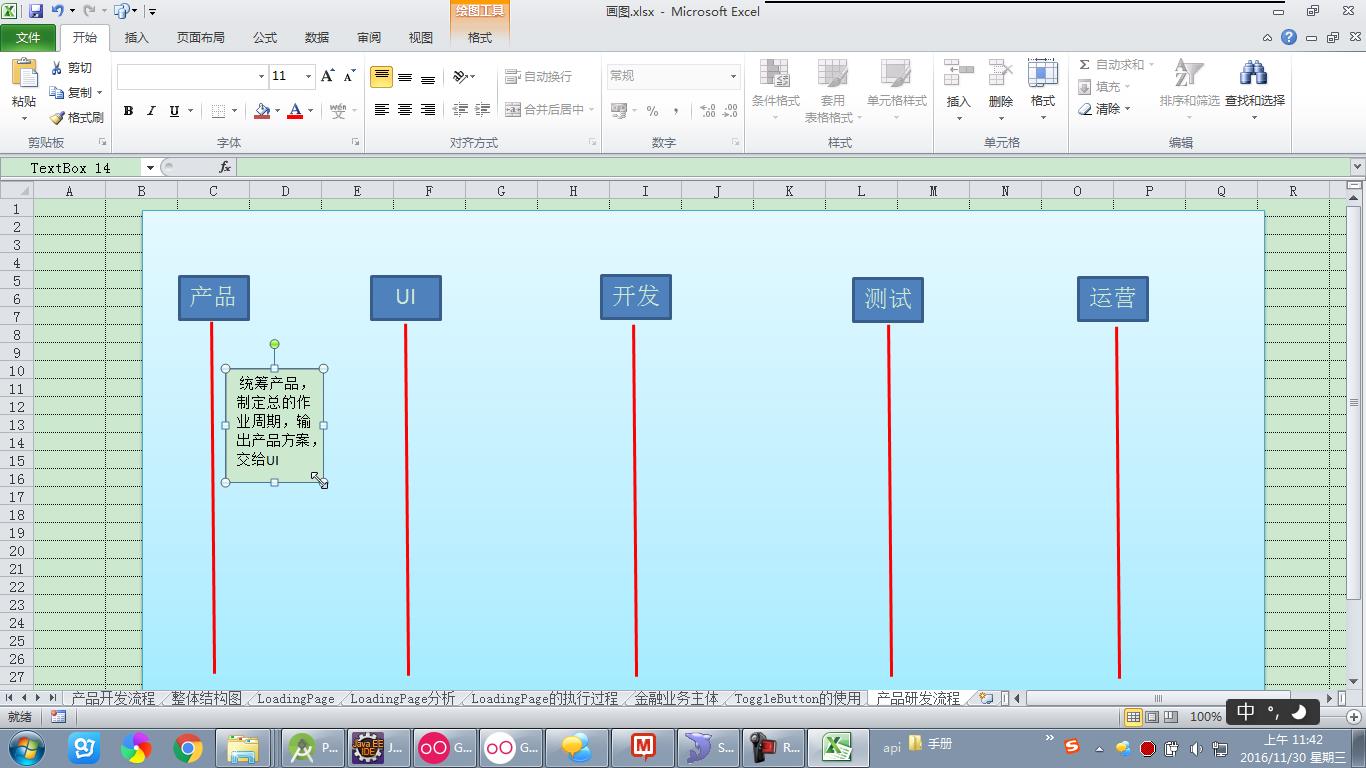 画图.xlsx - Microsoft Excel
绘图工具
文件 开始 插入 页面布局 公式 数据 审阅 视图 格式
粘贴 剪切 复制 格式刷
剪贴板
11
B I U
字体
自动换行
合并后居中
对齐方式
常规
数字
条件格式 套用表格格式 单元格样式
样式
插入 删除 格式
单元格
自动求和
填充
清除
排序和筛选 查找和选择
编辑
TextBox 14 fx
A B C D E F G H I J K L M N O P Q R
1
2
3
4
5
6
7
8
9
10
11
12
13
14
15
16
17
18
19
20
21
22
23
24
25
26
27
产品 UI 开发 测试 运营
统筹产品，
制定总的作
业周期，输
出产品方案，
交给UI
产品开发流程 整体结构图 LoadingPage LoadingPage分析 LoadingPage的执行过程 金融业务主体 ToggleButton的使用 产品研发流程
就绪 100% 中
P... J... G... G... S... R... api 手册
上午 11:42
2016/11/30 星期三